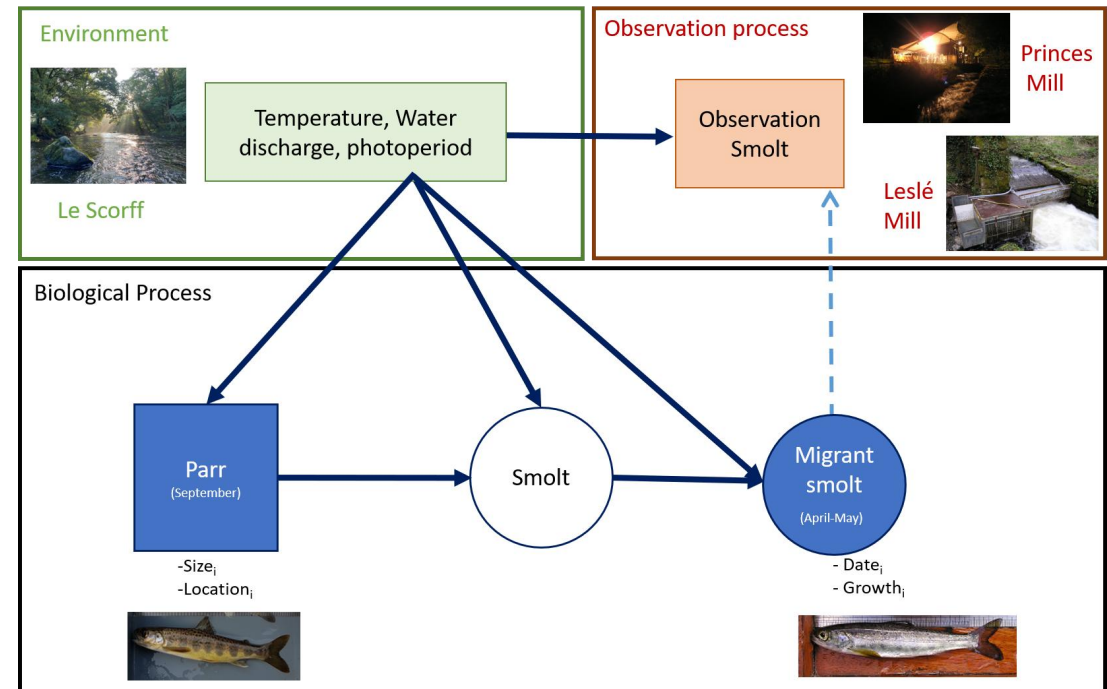 Environment
Temperature, Water
discharge, photoperiod
Le Scorff
Observation process
Observation
Smolt
Princes
Mill
Leslé
Mill
Biological Process
Parr
(September)
Smolt
Migrant
smolt
(April-May)
-Sizeᵢ
-Locationᵢ
- Dateᵢ
- Growthᵢ